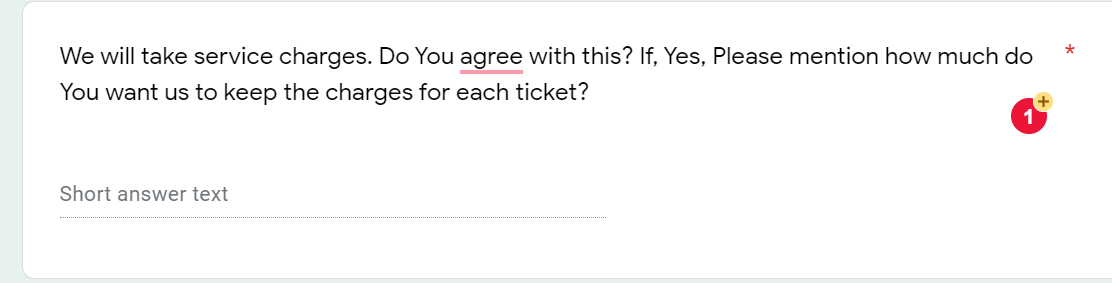 We will take service charges. Do You agree with this? If, Yes, Please mention how much do *
You want us to keep the charges for each ticket?
1+
Short answer text